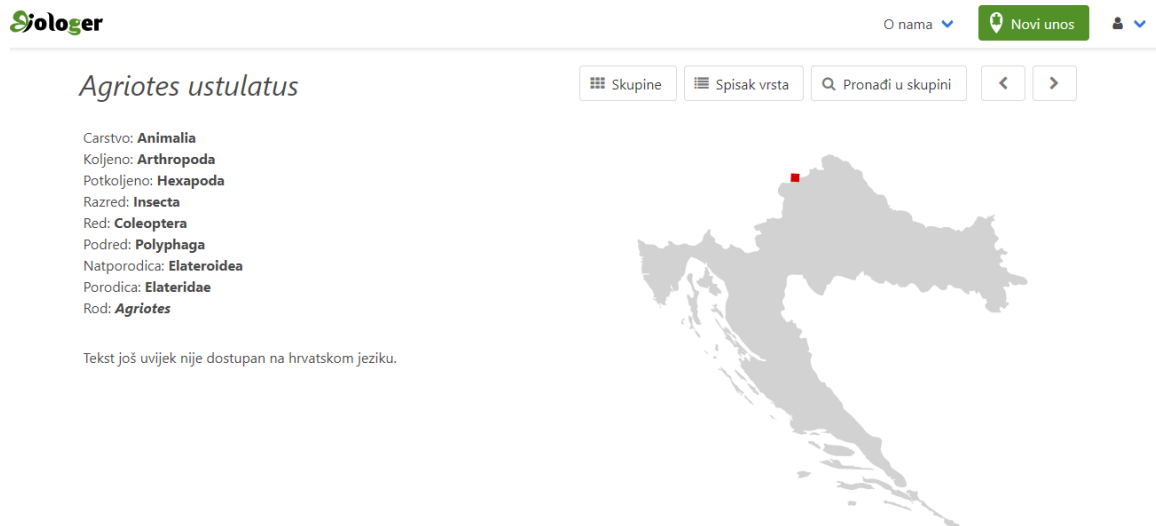 Biologer
O nama
Novi unos
Agriotes ustulatus
Skupine
Spisak vrsta
Pronađi u skupini
Carstvo: Animalia
Koljeno: Arthropoda
Potkoljeno: Hexapoda
Razred: Insecta
Red: Coleoptera
Podred: Polyphaga
Natporodica: Elateroidea
Porodica: Elateridae
Rod: Agriotes
Tekst još uvijek nije dostupan na hrvatskom jeziku.